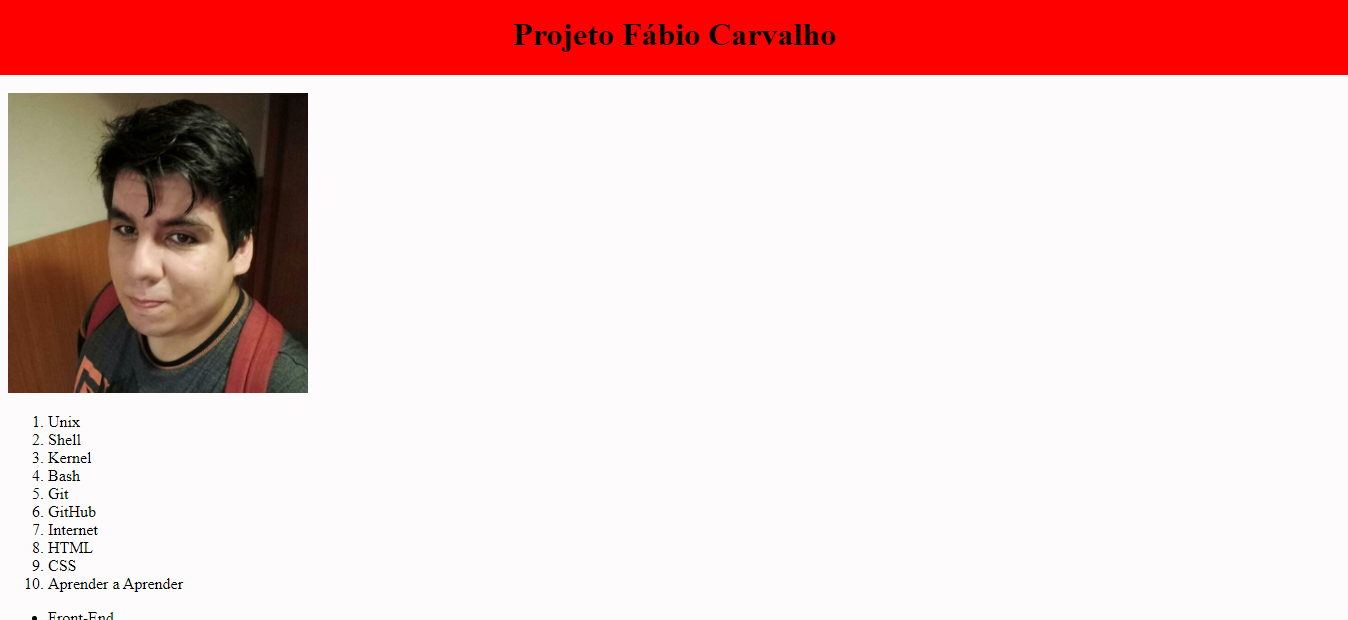 Projeto Fábio Carvalho
1. Unix
2. Shell
3. Kernel
4. Bash
5. Git
6. GitHub
7. Internet
8. HTML
9. CSS
10. Aprender a Aprender
• Front-End